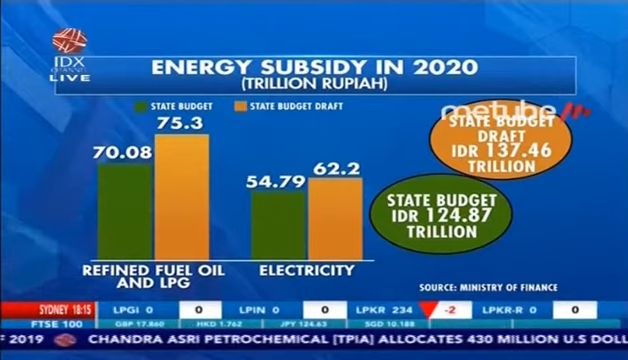 IDX
CHANNEL
LIVE
ENERGY SUBSIDY IN 2020
(TRILLION RUPIAH)
STATE BUDGET
STATE BUDGET DRAFT
70.08
75.3
54.79
62.2
REFINED FUEL OIL
AND LPG
ELECTRICITY
metube
STATE BUDGET
DRAFT
IDR 137.46
TRILLION
STATE BUDGET
IDR 124.87
TRILLION
SOURCE: MINISTRY OF FINANCE
SYDNEY 18:15 LPGI 0 0 LPIN 0 0 LPKR 234 -2 LPKR-R 0 0
FTSE 100 GBP 17.860 HKD 1.762 JPY 124.63 SGD 10.188
F 2019 CHANDRA ASRI PETROCHEMICAL [TPIA] ALLOCATES 430 MILLION U.S DOL